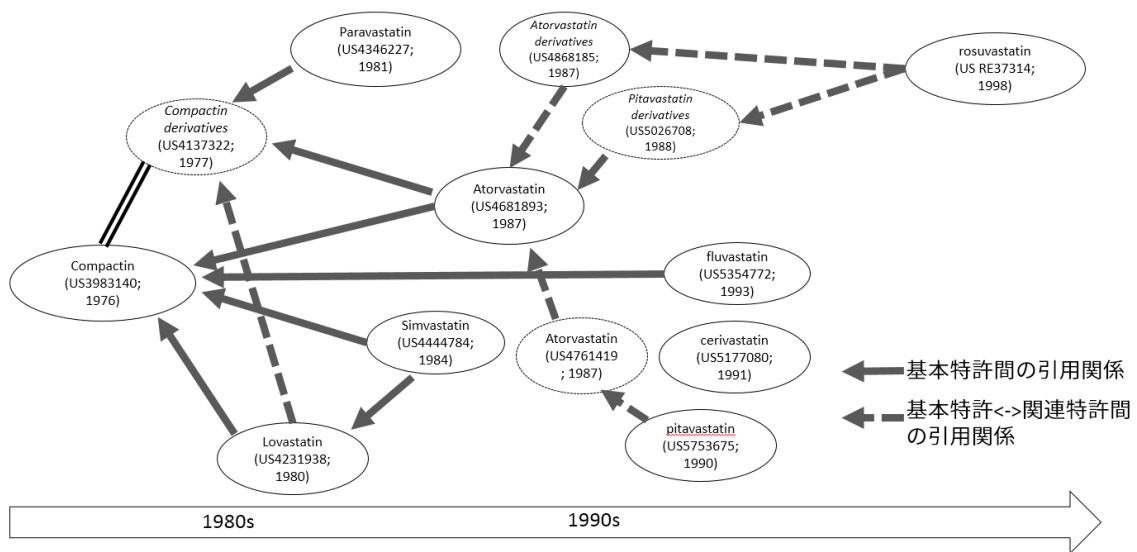 Paravastatin
(US4346227;
1981)
Atorvastatin
derivatives
(US4868185;
1987)
rosuvastatin
(US RE37314;
1998)
Compactin
derivatives
(US4137322;
1977)
Pitavastatin
derivatives
(US5026708;
1988)
Atorvastatin
(US4681893;
1987)
Compactin
(US3983140;
1976)
fluvastatin
(US5354772;
1993)
Simvastatin
(US4444784;
1984)
Atorvastatin
(US4761419
; 1987)
cerivastatin
(US5177080;
1991)
基本特許間の引用関係
基本特許<->関連特許間
の引用関係
Lovastatin
(US4231938;
1980)
pitavastatin
(US5753675;
1990)
1980s
1990s